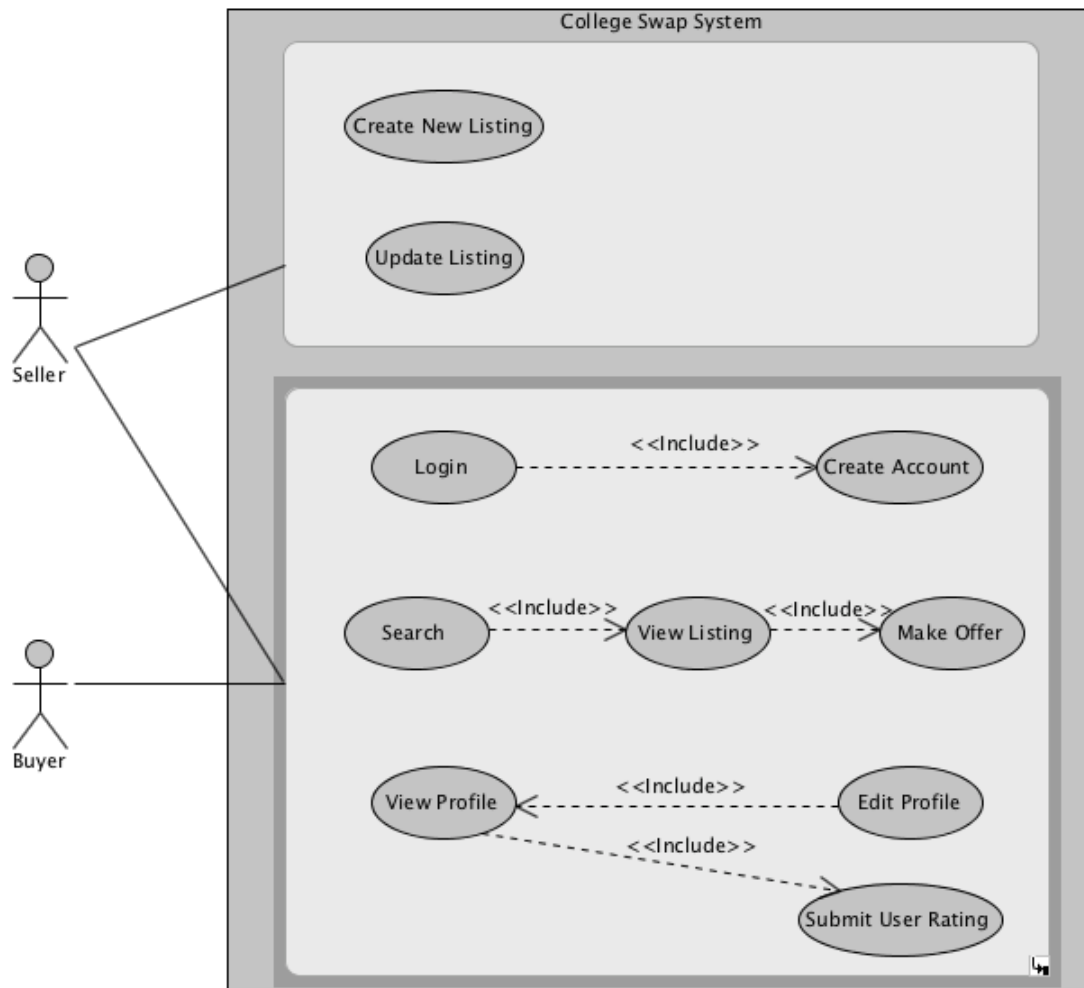 College Swap System
Create New Listing
Update Listing
Seller
<<Include>>
Login
Create Account
<<Include>>
<<Include>>
Search
View Listing
Make Offer
Buyer
<<Include>>
View Profile
Edit Profile
<<Include>>
Submit User Rating